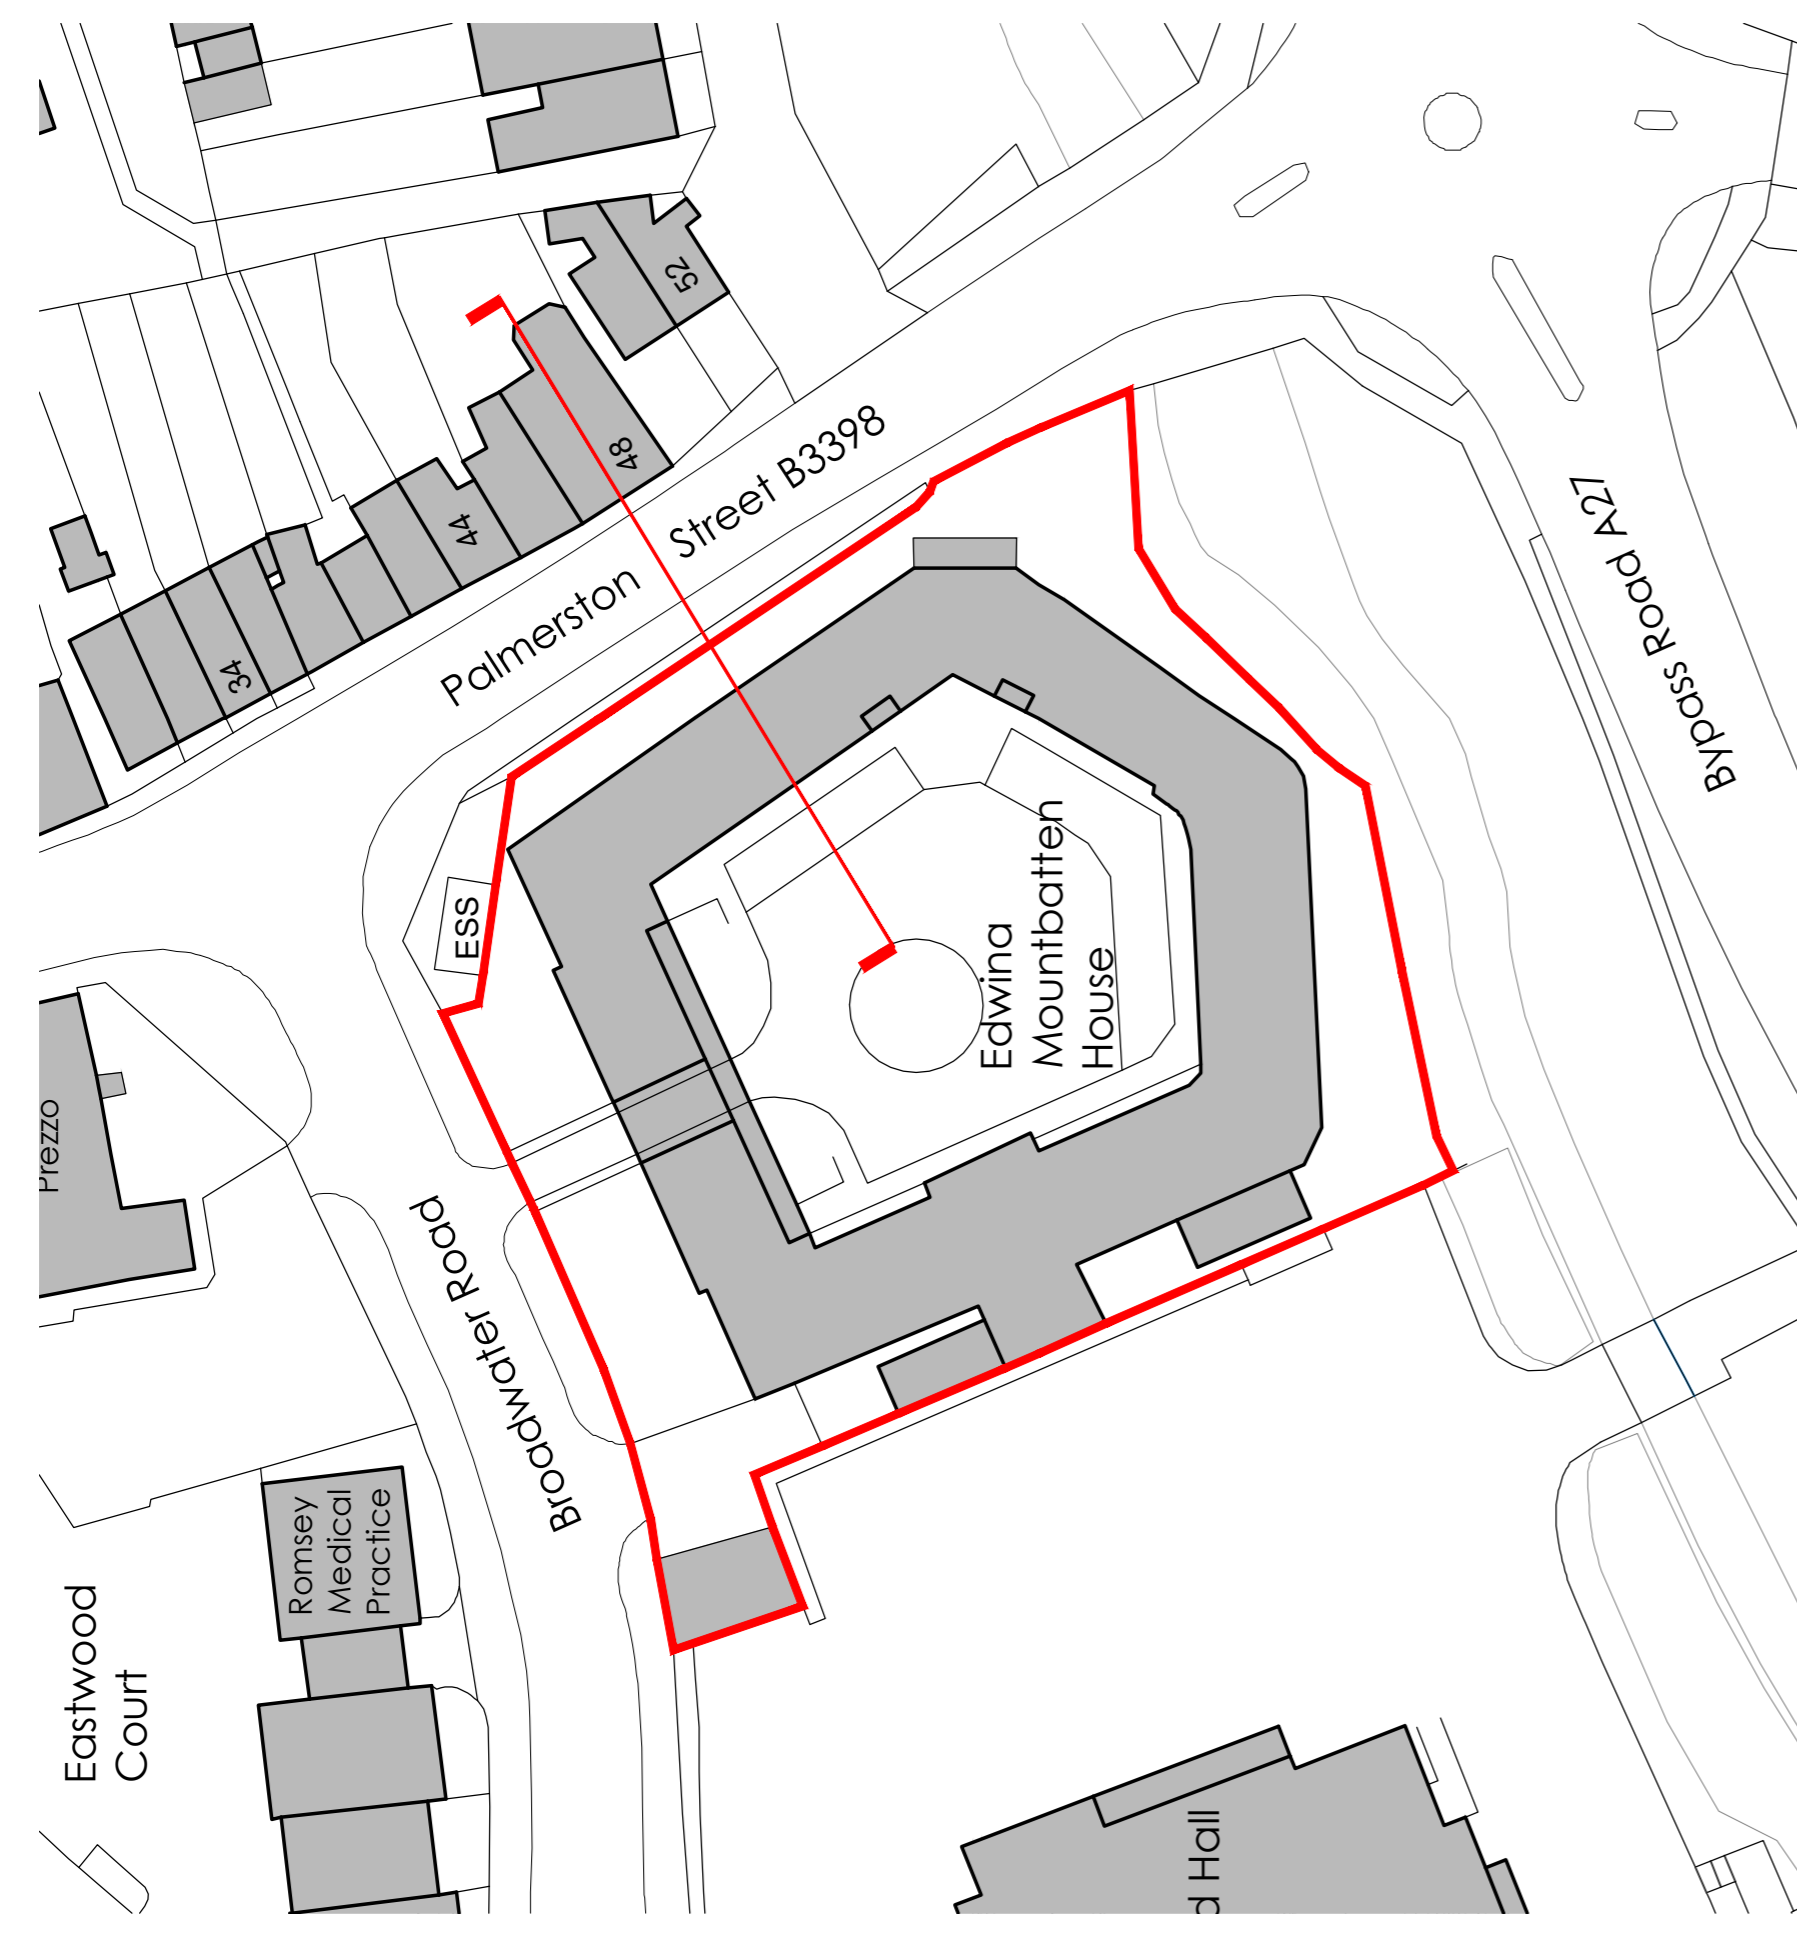 52
48
44
34
Palmerston Street B3398
Bypass Road A27
ESS
Edwina
Mountbatten
House
Prezzo
Broadwater Road
Romsey
Medical
Practice
Eastwood
Court
d Hall